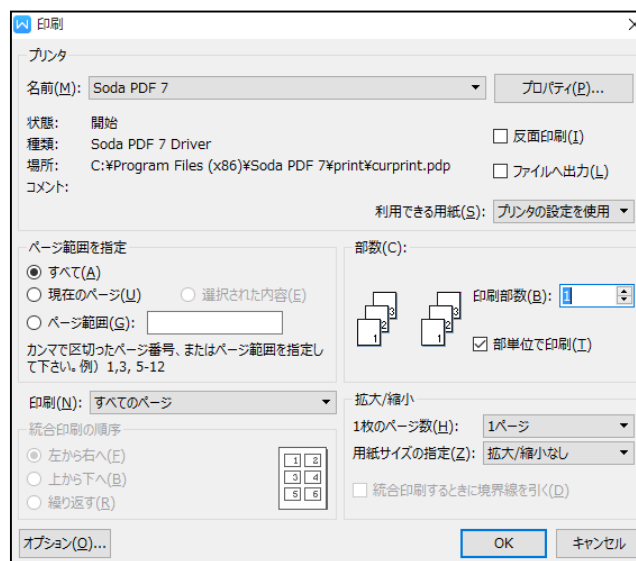 印刷
プリンタ
名前(M): Soda PDF 7 プロパティ(P)...
状態: 開始
種類: Soda PDF 7 Driver
場所: C:¥Program Files (x86)¥Soda PDF 7¥print¥curprint.pdp
コメント:
反面印刷(I)
ファイルへ出力(L)
利用できる用紙(S): プリンタの設定を使用
ページ範囲を指定
すべて(A)
現在のページ(U) 選択された内容(E)
ページ範囲(G):
カンマで区切ったページ番号、またはページ範囲を指定し
て下さい。例）1,3, 5-12
部数(C):
印刷部数(B): 1
3 3
2 2
1 1
部単位で印刷(T)
印刷(N): すべてのページ
統合印刷の順序
左から右へ(F)
上から下へ(B)
繰り返す(R)
1 2
3 4
5 6
拡大/縮小
1枚のページ数(H): 1ページ
用紙サイズの指定(Z): 拡大/縮小なし
統合印刷するときに境界線を引く(D)
オプション(O)... OK キャンセル